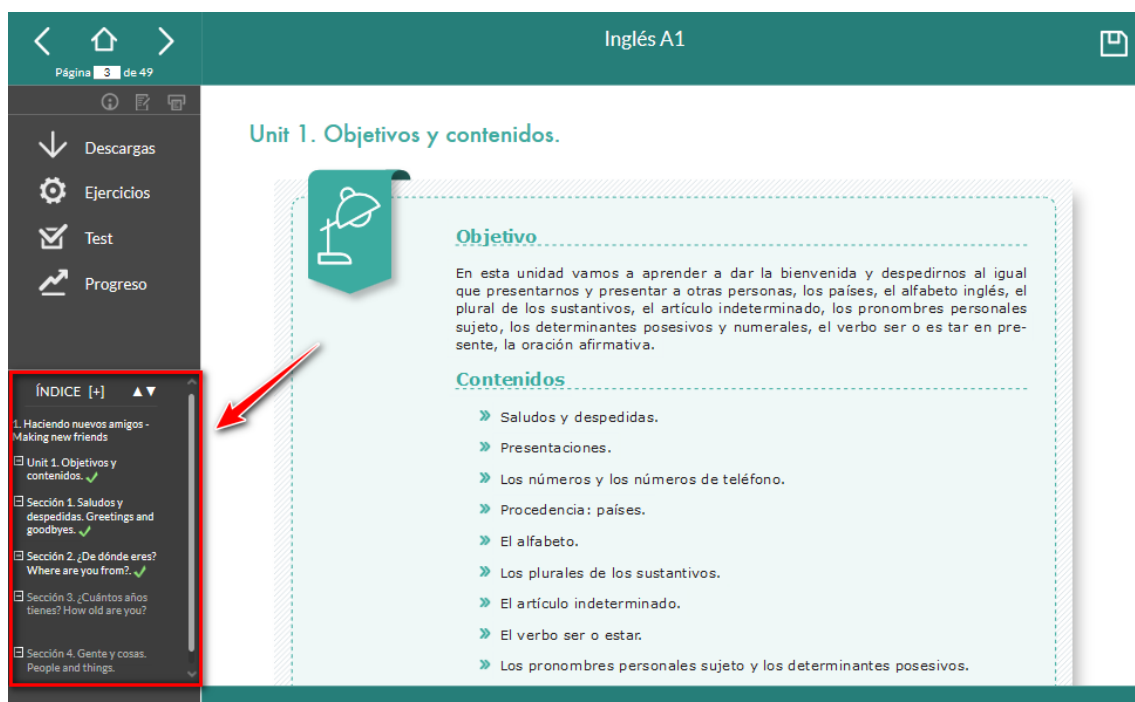 Inglés A1
Página 3 de 49
Descargas
Ejercicios
Test
Progreso
ÍNDICE [+] ▲▼
1. Haciendo nuevos amigos -
Making new friends
Unit 1. Objetivos y
contenidos.
Sección 1. Saludos y
despedidas. Greetings and
goodbyes.
Sección 2. ¿De dónde eres?
Where are you from?.
Sección 3. ¿Cuántos años
tienes? How old are you?
Sección 4. Gente y cosas.
People and things.
Unit 1. Objetivos y contenidos.
Objetivo
En esta unidad vamos a aprender a dar la bienvenida y despedirnos al igual
que presentarnos y presentar a otras personas, los países, el alfabeto inglés, el
plural de los sustantivos, el artículo indeterminado, los pronombres personales
sujeto, los determinantes posesivos y numerales, el verbo ser o es tar en pre-
sente, la oración afirmativa.
Contenidos
Saludos y despedidas.
Presentaciones.
Los números y los números de teléfono.
Procedencia: países.
El alfabeto.
Los plurales de los sustantivos.
El artículo indeterminado.
El verbo ser o estar.
Los pronombres personales sujeto y los determinantes posesivos.